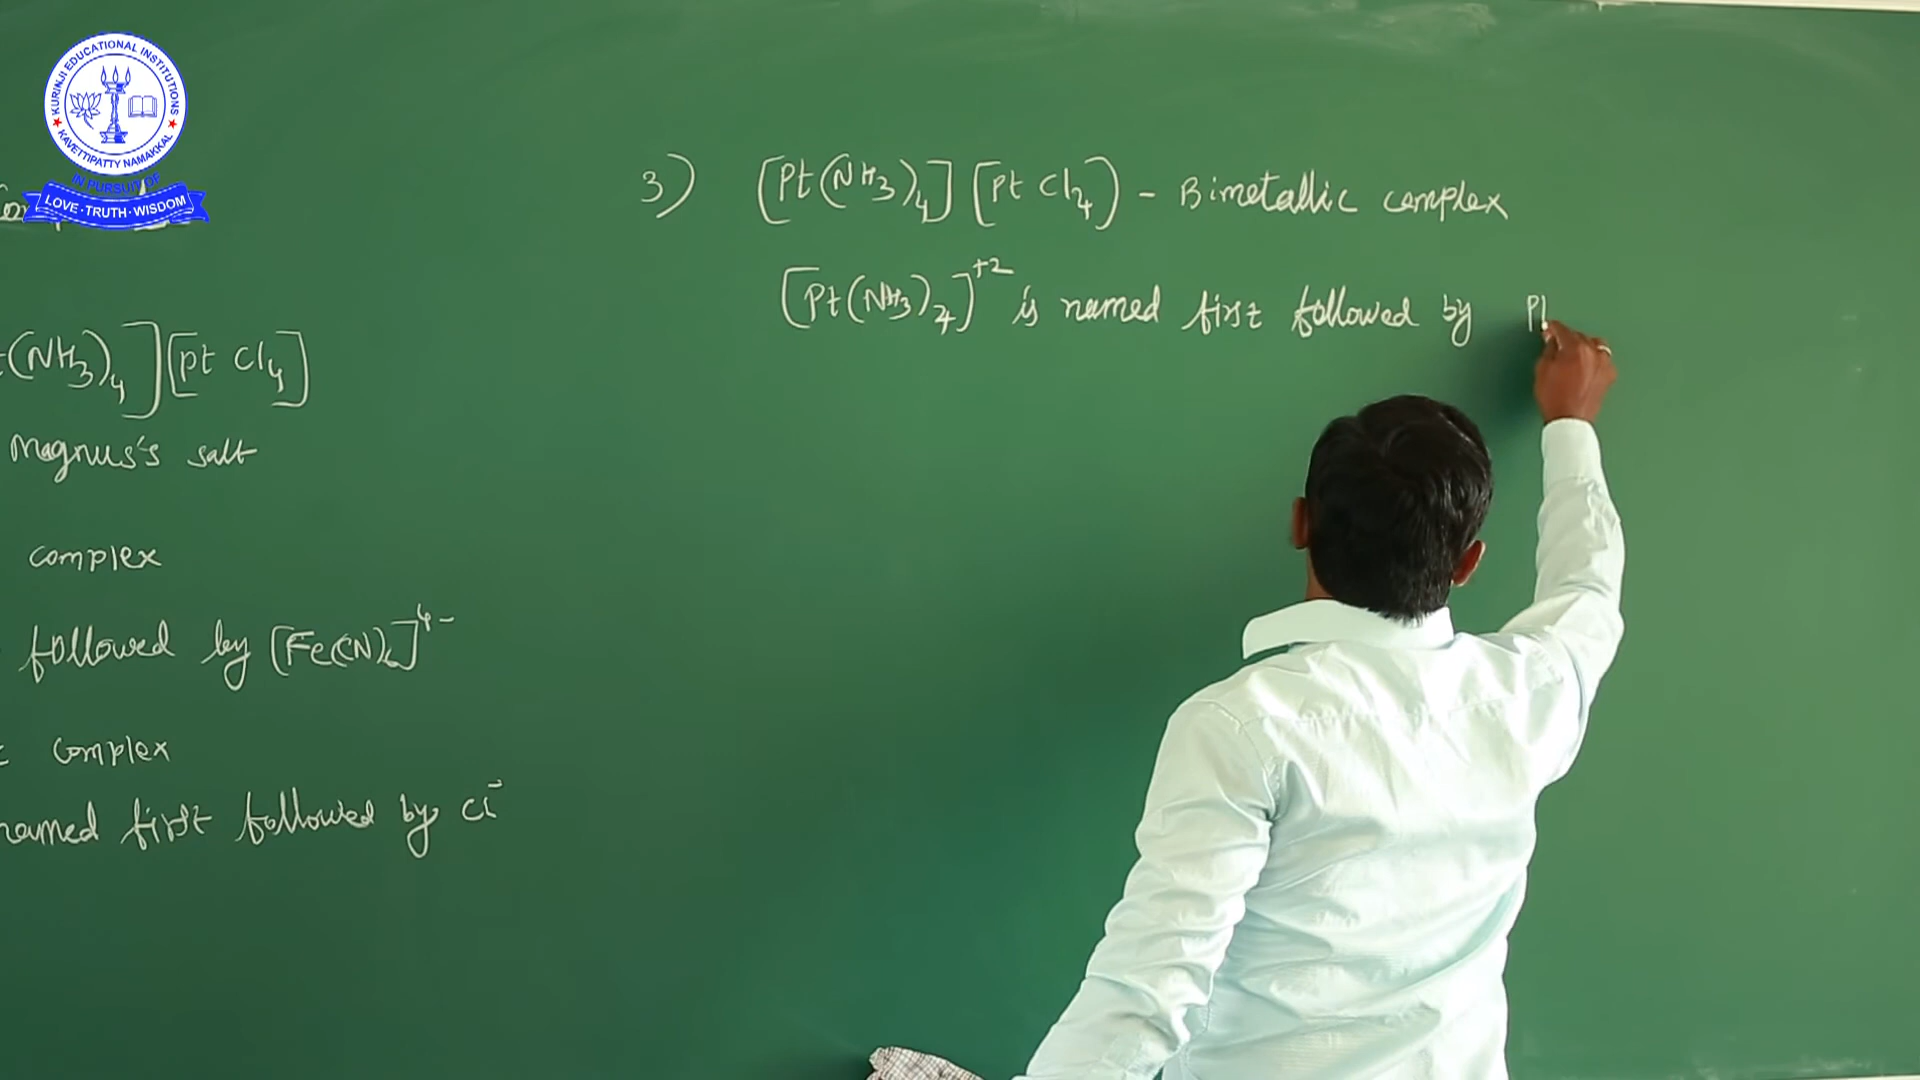 KURINJI EDUCATIONAL INSTITUTIONS
KAVETTIPATTY NAMAKKAL
IN PURSUIT OF
LOVE · TRUTH · WISDOM
(NH3)4][pt Cl4]
Magnus's salt
complex
followed by [Fe(CN)6]4-
complex
named first followed by Cl-
3) [Pt(NH3)4][Pt Cl4) - Bimetallic complex
[Pt(NH3)4]+2 is named first followed by